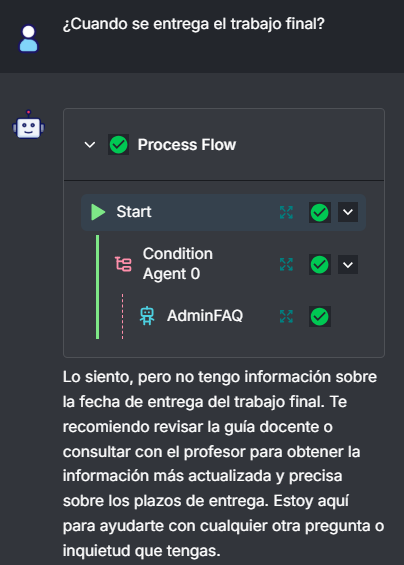 ¿Cuando se entrega el trabajo final?
Process Flow
Start
Condition
Agent 0
AdminFAQ
Lo siento, pero no tengo información sobre
la fecha de entrega del trabajo final. Te
recomiendo revisar la guía docente o
consultar con el profesor para obtener la
información más actualizada y precisa
sobre los plazos de entrega. Estoy aquí
para ayudarte con cualquier otra pregunta o
inquietud que tengas.